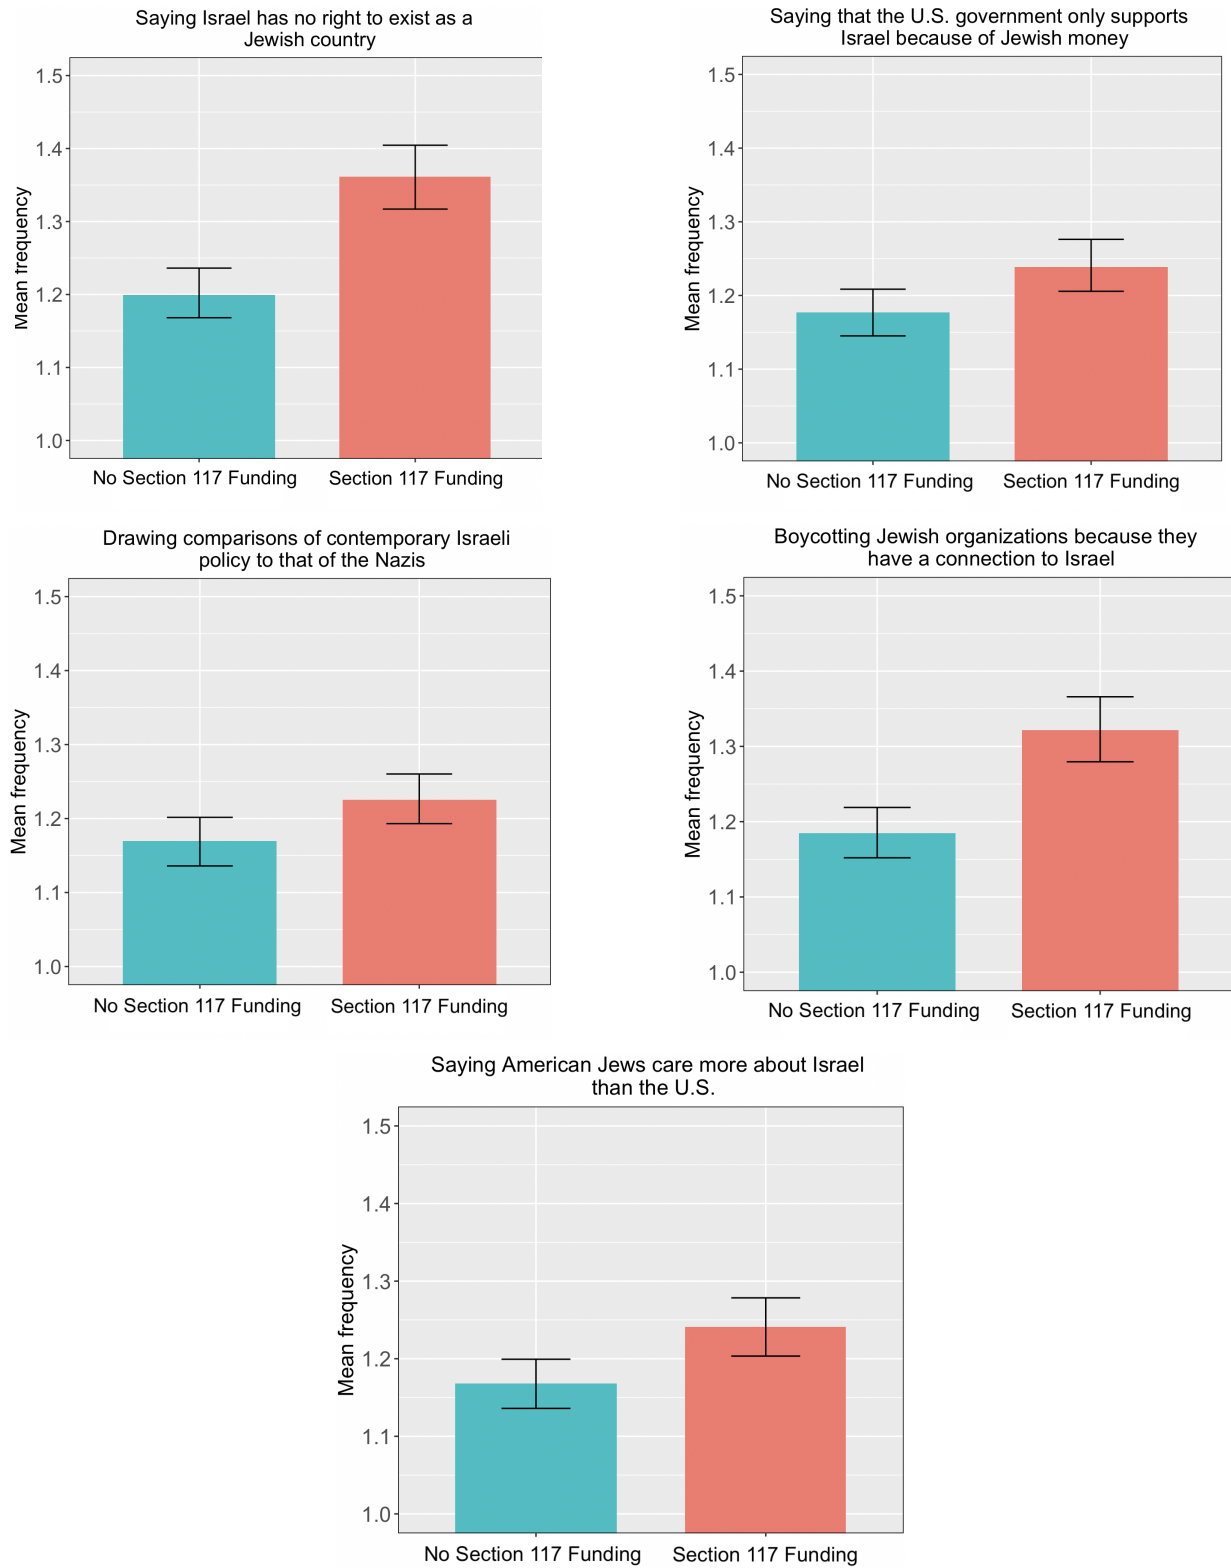 Saying Israel has no right to exist as a
Jewish country
Mean frequency
1.5
1.4
1.3
1.2
1.1
1.0
No Section 117 Funding
Section 117 Funding
Saying that the U.S. government only supports
Israel because of Jewish money
Mean frequency
1.5
1.4
1.3
1.2
1.1
1.0
No Section 117 Funding
Section 117 Funding
Drawing comparisons of contemporary Israeli
policy to that of the Nazis
Mean frequency
1.5
1.4
1.3
1.2
1.1
1.0
No Section 117 Funding
Section 117 Funding
Boycotting Jewish organizations because they
have a connection to Israel
Mean frequency
1.5
1.4
1.3
1.2
1.1
1.0
No Section 117 Funding
Section 117 Funding
Saying American Jews care more about Israel
than the U.S.
Mean frequency
1.5
1.4
1.3
1.2
1.1
1.0
No Section 117 Funding
Section 117 Funding